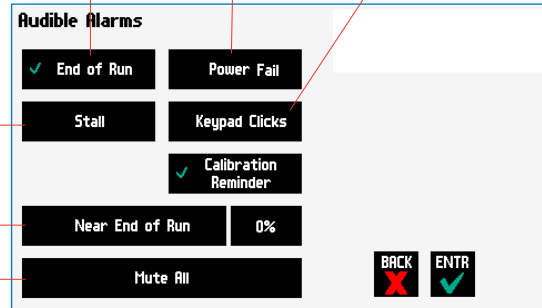 Audible Alarms
End of Run
Power Fail
Stall
Keypad Clicks
Calibration
Reminder
Near End of Run
0%
Mute All
BACK
ENTR